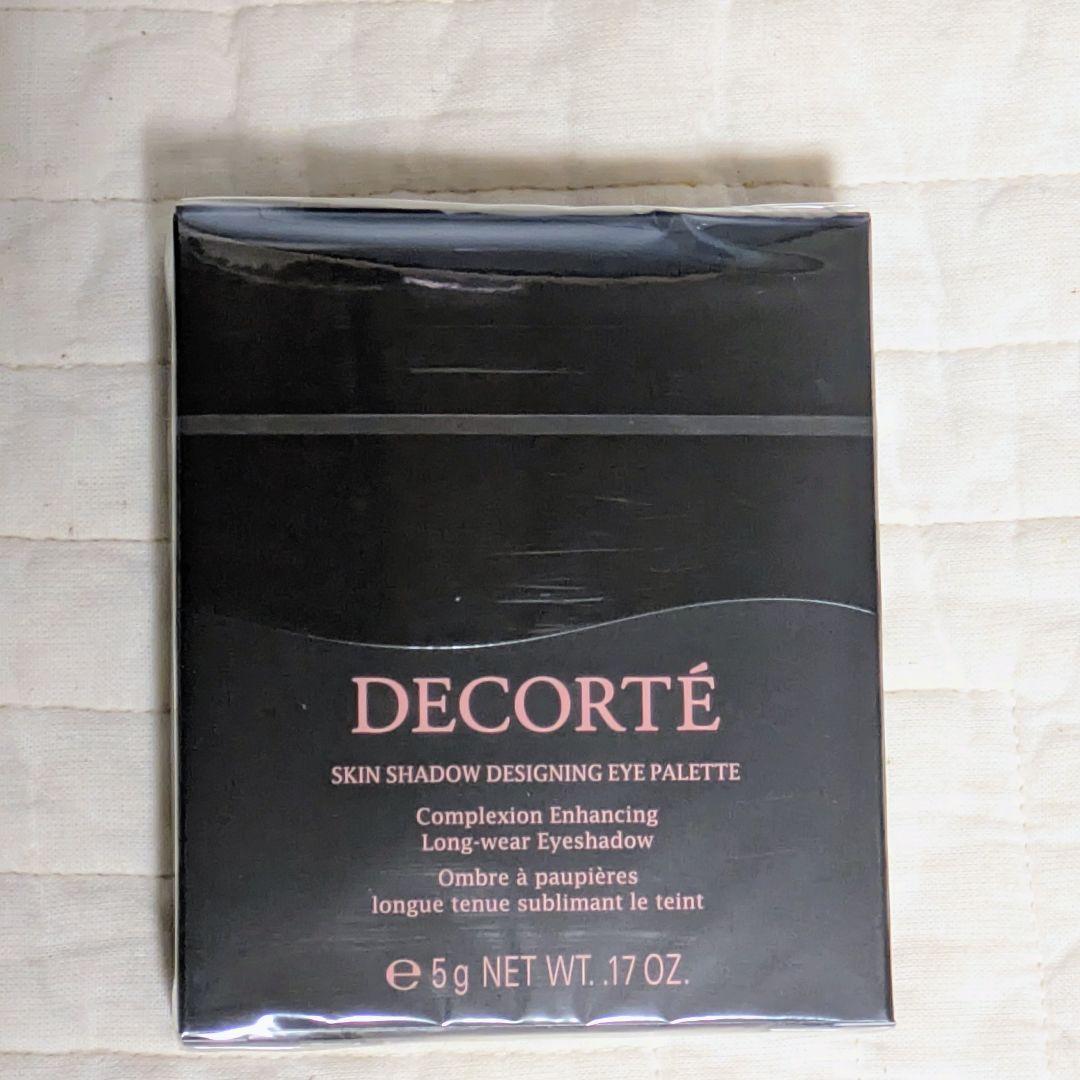 DECORTÉ
SKIN SHADOW DESIGNING EYE PALETTE
Complexion Enhancing
Long-wear Eyeshadow
Ombre à paupières
longue tenue sublimant le teint
℮ 5g NET WT. .17 OZ.